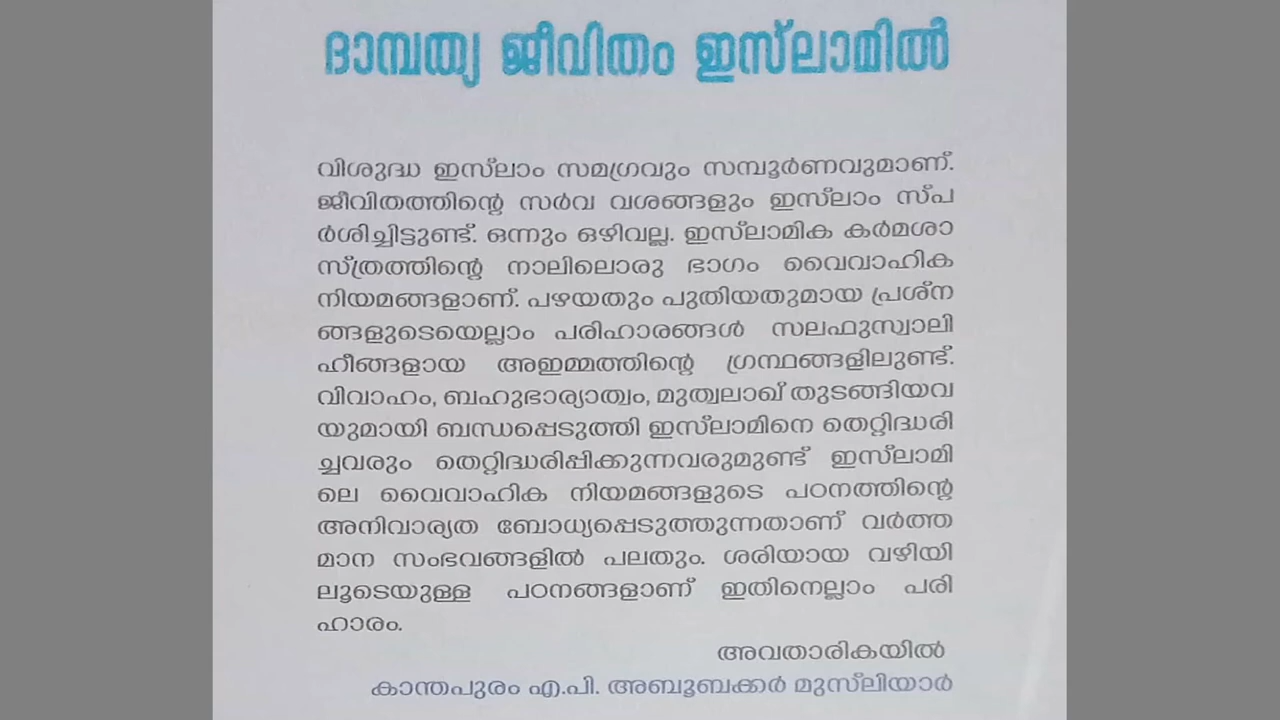 ദാമ്പത്യ ജീവിതം ഇസ്‌ലാമിൽ
വിശുദ്ധ ഇസ്‌ലാം സമഗ്രവും സമ്പൂർണവുമാണ്.
ജീവിതത്തിന്റെ സർവ വശങ്ങളും ഇസ്‌ലാം സ്പ
ർശിച്ചിട്ടുണ്ട്. ഒന്നും ഒഴിവല്ല. ഇസ്‌ലാമിക കർമശാ
സ്ത്രത്തിന്റെ നാലിലൊരു ഭാഗം വൈവാഹിക
നിയമങ്ങളാണ്. പഴയതും പുതിയതുമായ പ്രശ്ന
ങ്ങളുടെയെല്ലാം പരിഹാരങ്ങൾ സലഫുസ്വാലി
ഹീങ്ങളായ അഇമ്മത്തിന്റെ ഗ്രന്ഥങ്ങളിലുണ്ട്.
വിവാഹം, ബഹുഭാര്യാത്വം, മുത്വലാഖ് തുടങ്ങിയവ
യുമായി ബന്ധപ്പെടുത്തി ഇസ്‌ലാമിനെ തെറ്റിദ്ധരി
ച്ചവരും തെറ്റിദ്ധരിപ്പിക്കുന്നവരുമുണ്ട് ഇസ്‌ലാമി
ലെ വൈവാഹിക നിയമങ്ങളുടെ പഠനത്തിന്റെ
അനിവാര്യത ബോധ്യപ്പെടുത്തുന്നതാണ് വർത്ത
മാന സംഭവങ്ങളിൽ പലതും. ശരിയായ വഴിയി
ലൂടെയുള്ള പഠനങ്ങളാണ് ഇതിനെല്ലാം പരി
ഹാരം.
അവതാരികയിൽ
കാന്തപുരം എ.പി. അബൂബക്കർ മുസ്‌ലിയാർ